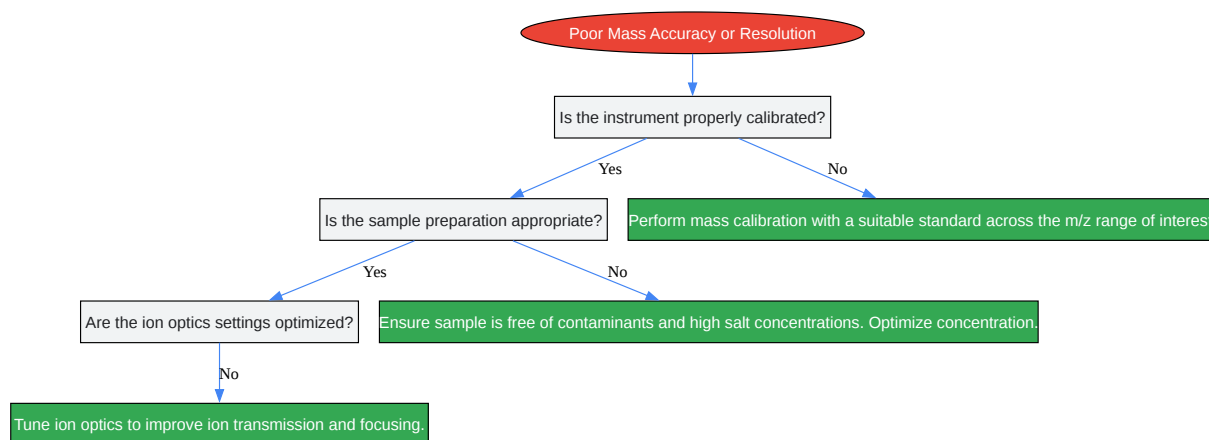 Poor Mass Accuracy or Resolution
Is the instrument properly calibrated?
Yes
No
Is the sample preparation appropriate?
Perform mass calibration with a suitable standard across the m/z range of interest
Yes
No
Are the ion optics settings optimized?
Ensure sample is free of contaminants and high salt concentrations. Optimize concentration.
No
Tune ion optics to improve ion transmission and focusing.